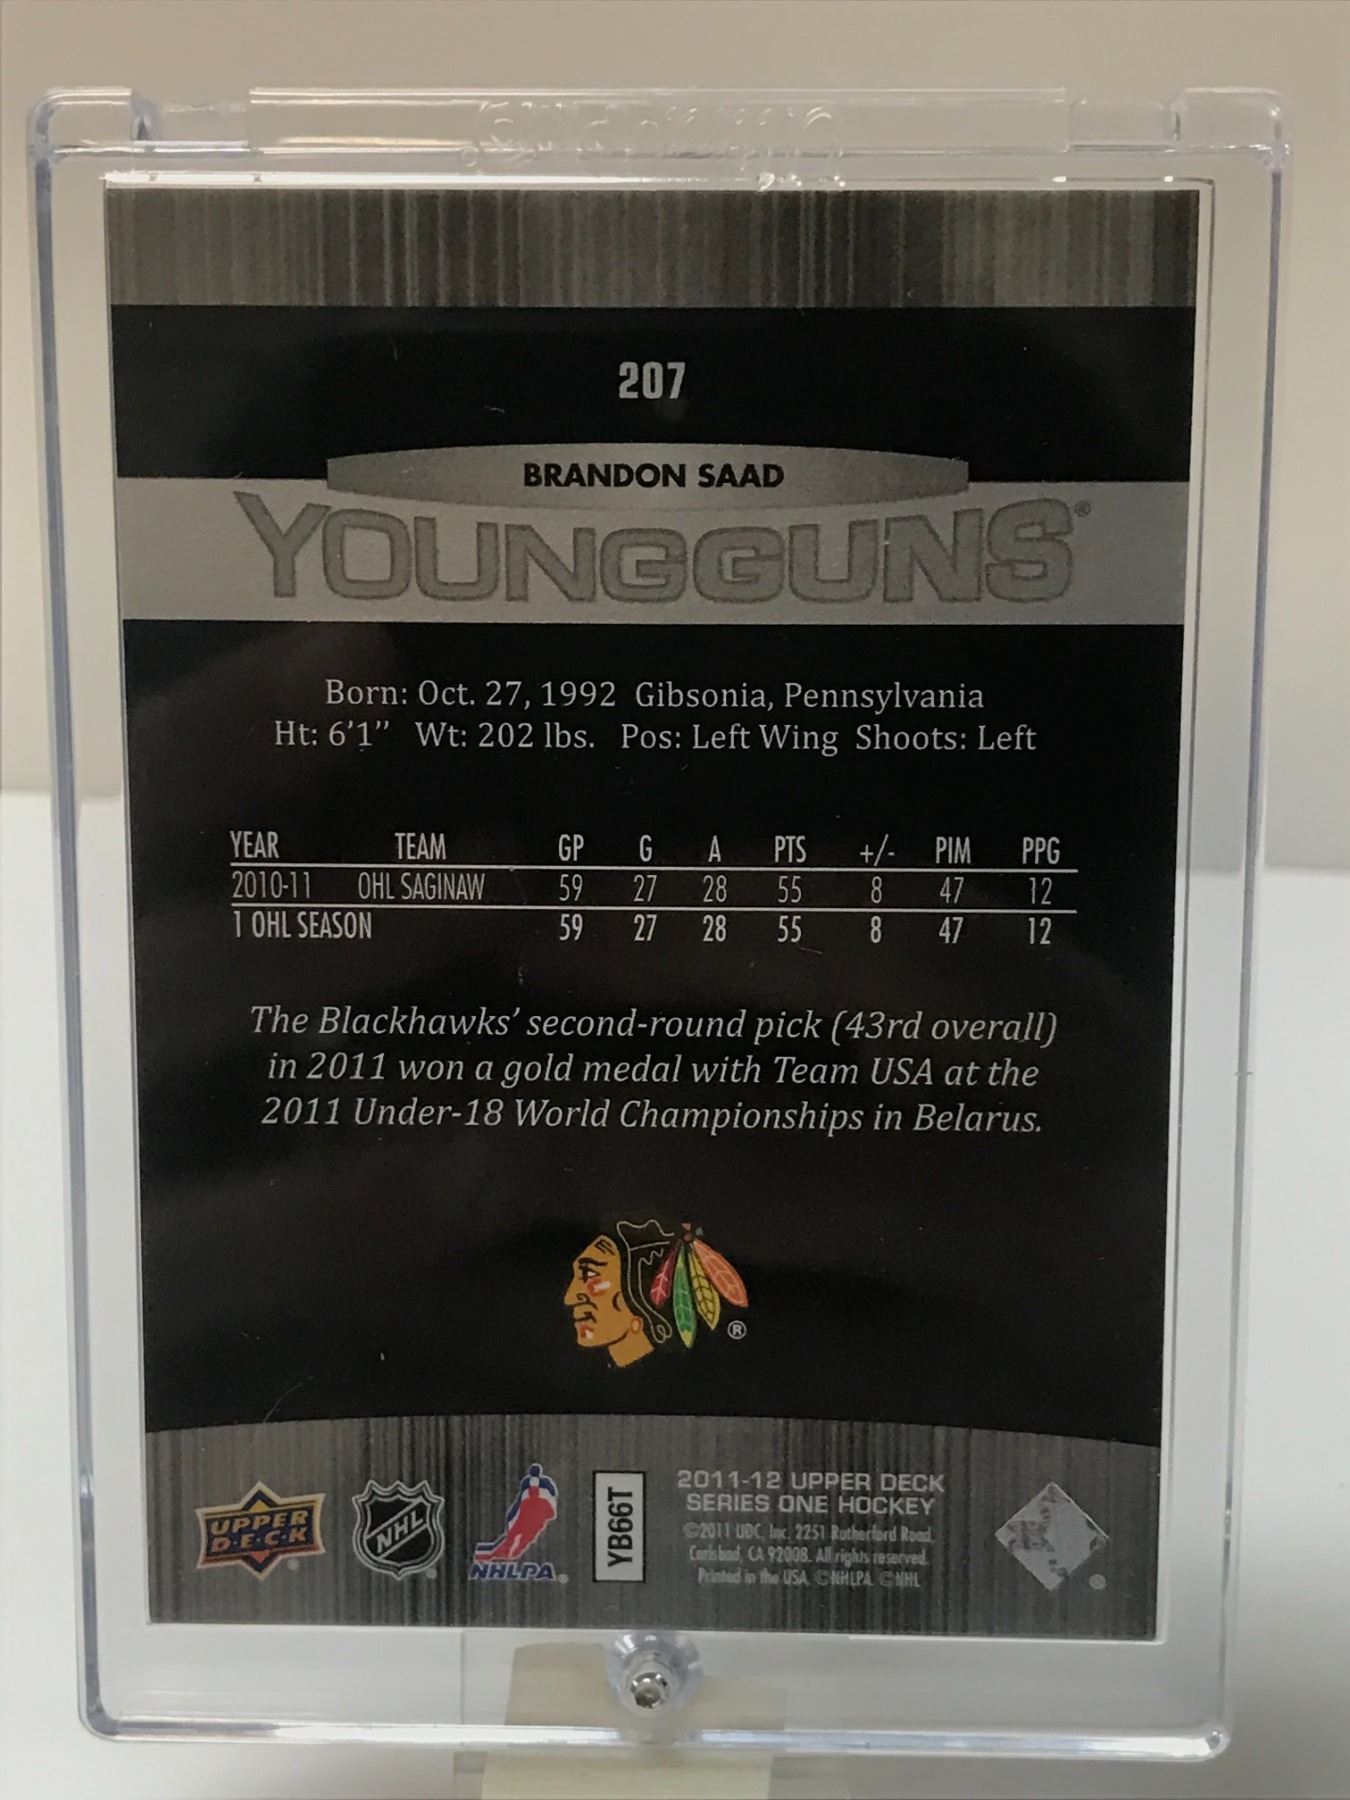 207
BRANDON SAAD
YOUNGGUNS®
Born: Oct. 27, 1992 Gibsonia, Pennsylvania
Ht: 6'1" Wt: 202 lbs. Pos: Left Wing Shoots: Left
YEAR TEAM GP G A PTS +/- PIM PPG
2010-11 OHL SAGINAW 59 27 28 55 8 47 12
1 OHL SEASON 59 27 28 55 8 47 12
The Blackhawks' second-round pick (43rd overall)
in 2011 won a gold medal with Team USA at the
2011 Under-18 World Championships in Belarus.
®
UPPER
D•E•C•K
NHL
NHLPA
YB66T
2011-12 UPPER DECK
SERIES ONE HOCKEY
©2011 UDC, Inc. 2251 Rutherford Road.
Carlsbad, CA 92008. All rights reserved.
Printed in the USA. ©NHLPA ©NHL